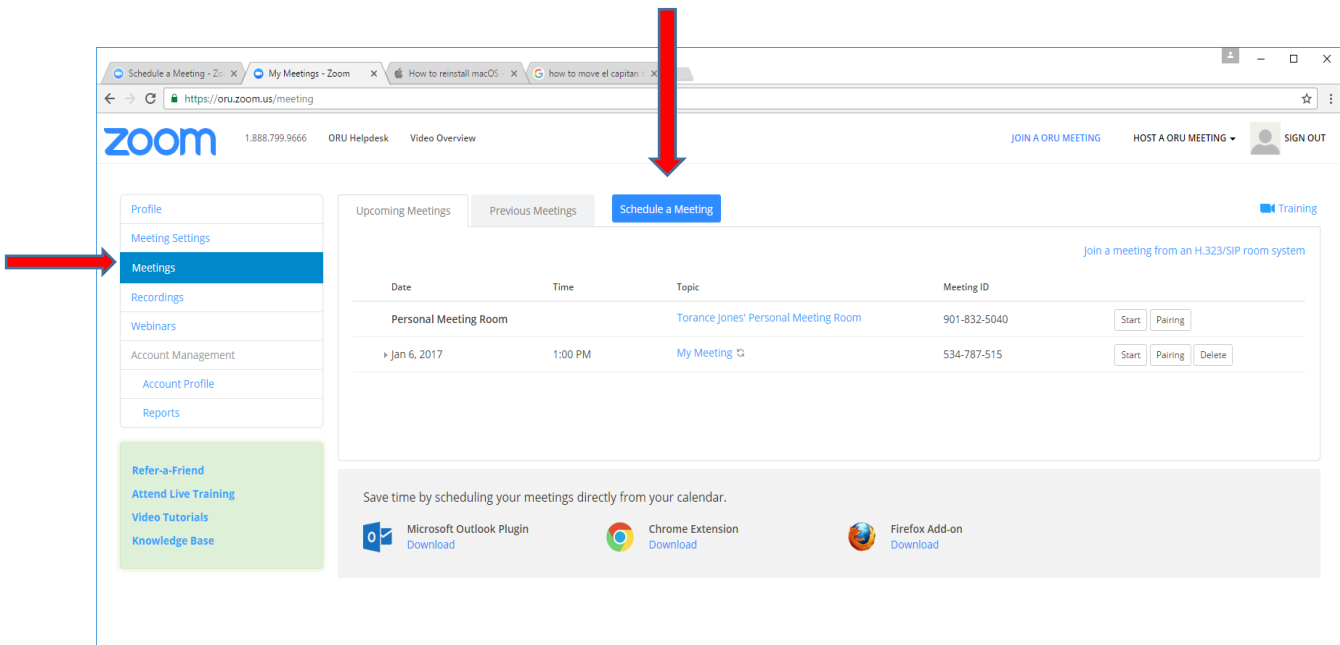 Schedule a Meeting - Zo
My Meetings - Zoom
How to reinstall macOS -
how to move el capitan
https://oru.zoom.us/meeting
zoom
1.888.799.9666
ORU Helpdesk
Video Overview
JOIN A ORU MEETING
HOST A ORU MEETING
SIGN OUT
Profile
Meeting Settings
Meetings
Recordings
Webinars
Account Management
Account Profile
Reports
Refer-a-Friend
Attend Live Training
Video Tutorials
Knowledge Base
Upcoming Meetings
Previous Meetings
Schedule a Meeting
Training
Join a meeting from an H.323/SIP room system
Date Time Topic Meeting ID
Personal Meeting Room Torance Jones' Personal Meeting Room 901-832-5040 Start Pairing
Jan 6, 2017 1:00 PM My Meeting 534-787-515 Start Pairing Delete
Save time by scheduling your meetings directly from your calendar.
Microsoft Outlook Plugin
Download
Chrome Extension
Download
Firefox Add-on
Download